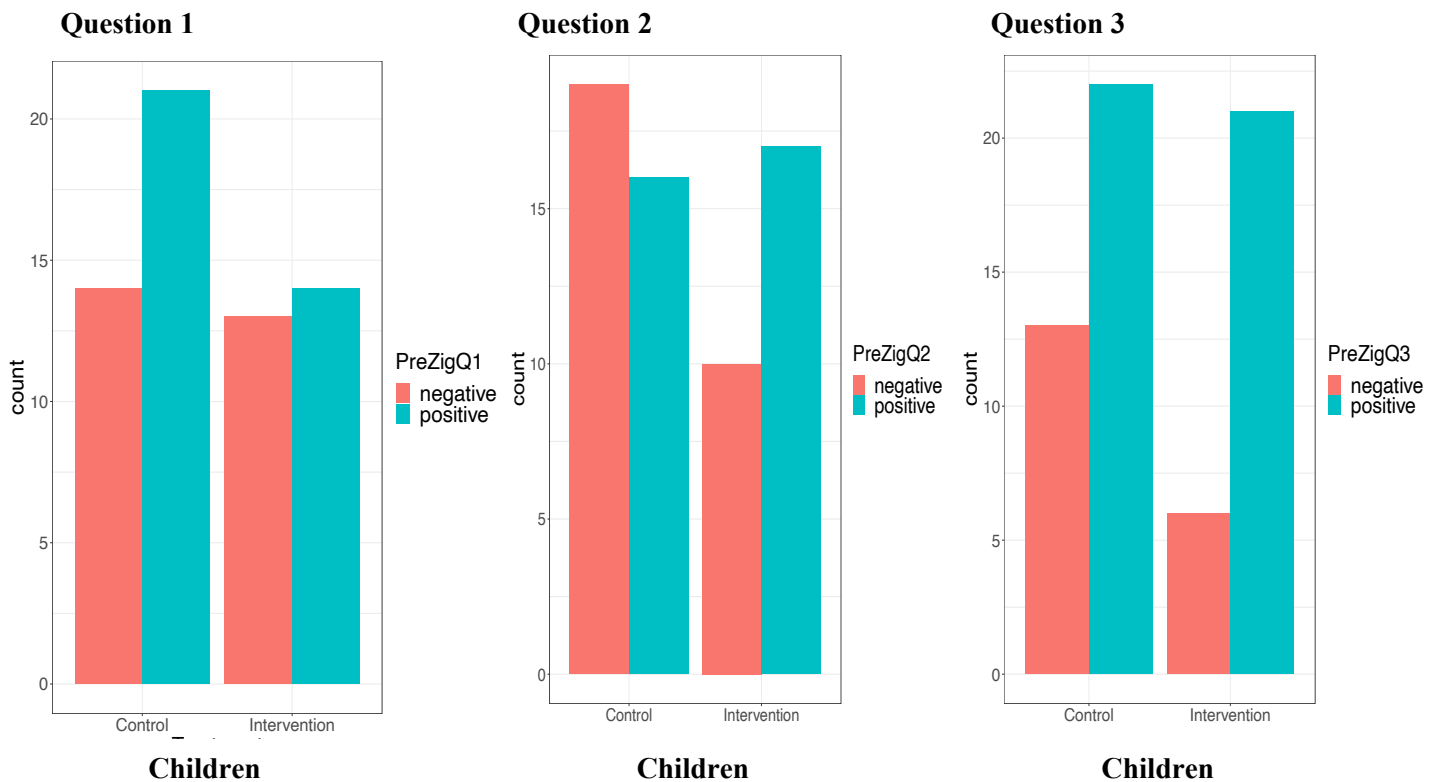 Question 1
20
15
10
5
0
count
Control Intervention
PreZigQ1
negative
positive
Children
Question 2
15
10
5
0
count
Control Intervention
PreZigQ2
negative
positive
Children
Question 3
20
15
10
5
0
count
Control Intervention
PreZigQ3
negative
positive
Children